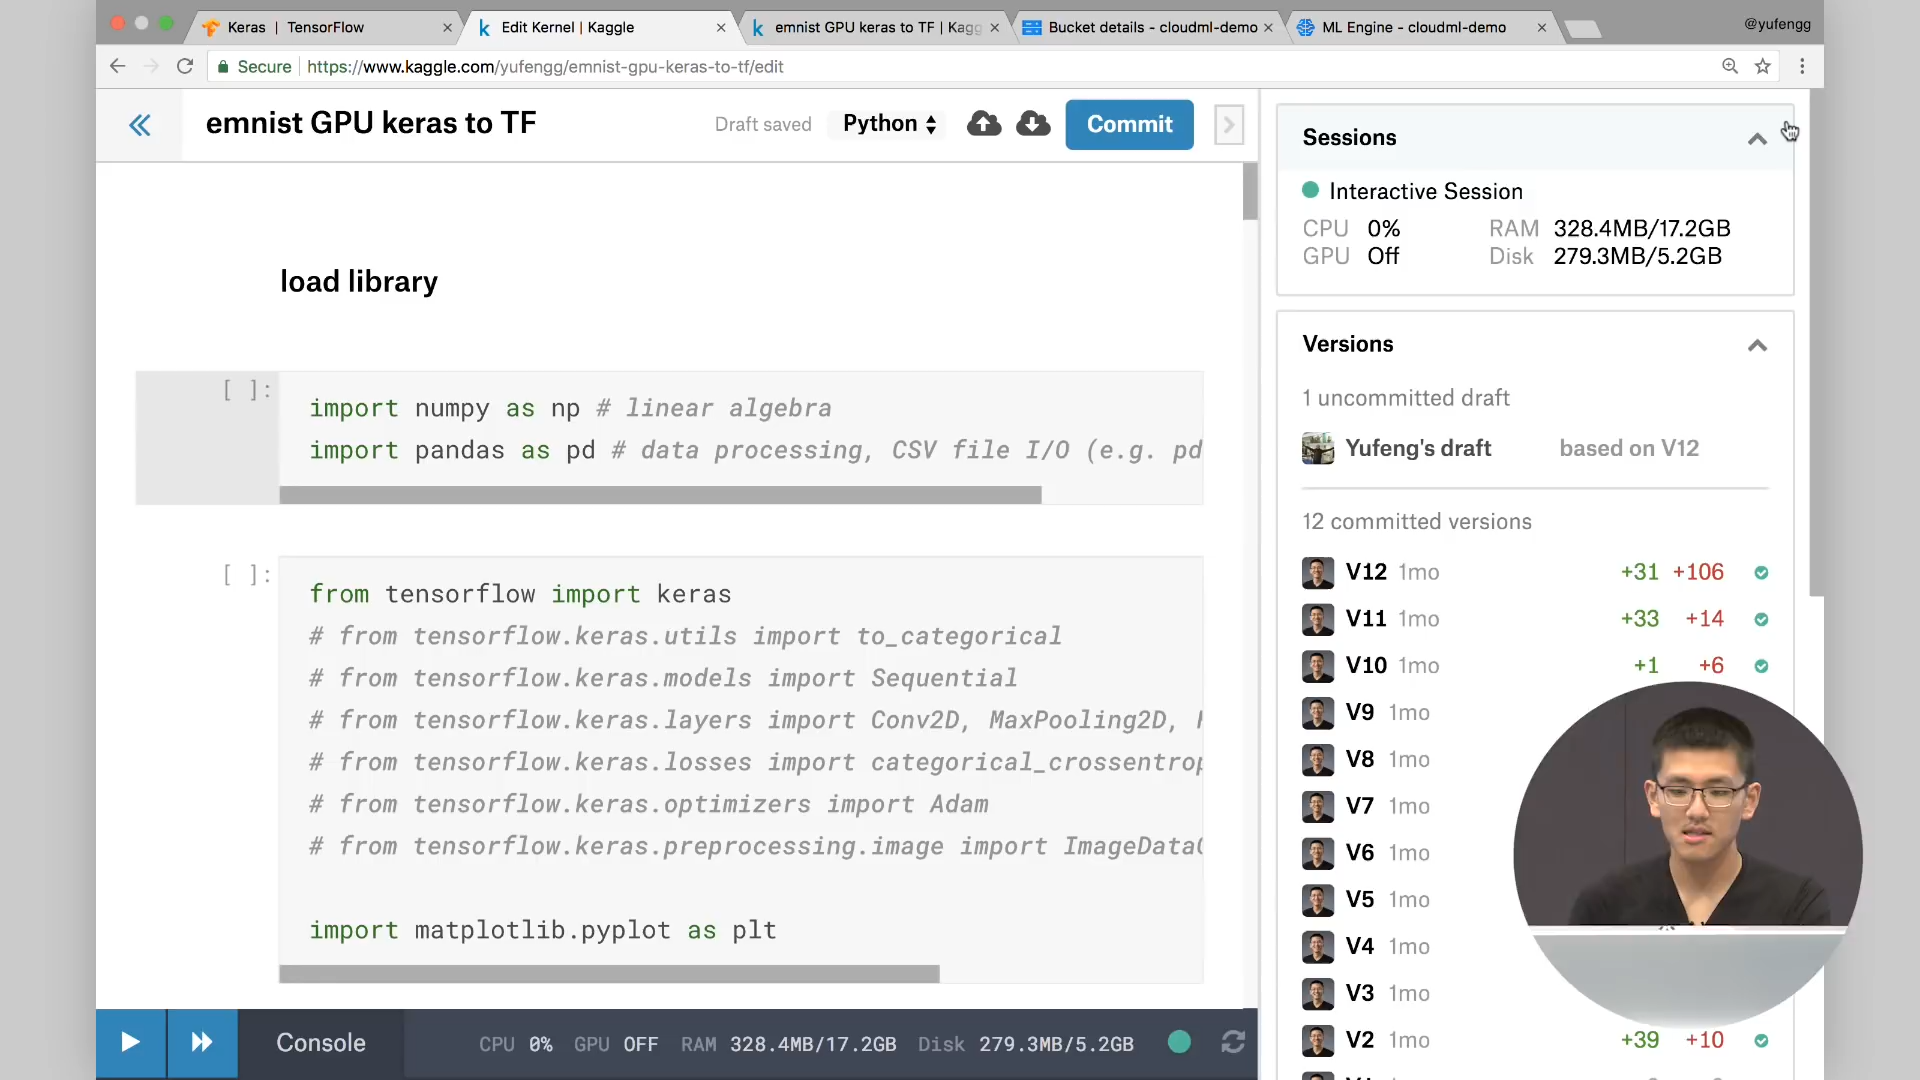 Keras | TensorFlow
Edit Kernel | Kaggle
emnist GPU keras to TF | Kagg
Bucket details - cloudml-demo
ML Engine - cloudml-demo
@yufengg
Secure
https://www.kaggle.com/yufengg/emnist-gpu-keras-to-tf/edit
emnist GPU keras to TF
Draft saved
Python
Commit
load library
[ ]:
import numpy as np # linear algebra
import pandas as pd # data processing, CSV file I/O (e.g. pd
[ ]:
from tensorflow import keras
# from tensorflow.keras.utils import to_categorical
# from tensorflow.keras.models import Sequential
# from tensorflow.keras.layers import Conv2D, MaxPooling2D,
# from tensorflow.keras.losses import categorical_crossentrop
# from tensorflow.keras.optimizers import Adam
# from tensorflow.keras.preprocessing.image import ImageData
import matplotlib.pyplot as plt
Console
CPU 0% GPU OFF RAM 328.4MB/17.2GB Disk 279.3MB/5.2GB
Sessions
Interactive Session
CPU 0% RAM 328.4MB/17.2GB
GPU Off Disk 279.3MB/5.2GB
Versions
1 uncommitted draft
Yufeng's draft based on V12
12 committed versions
V12 1mo +31 +106
V11 1mo +33 +14
V10 1mo +1 +6
V9 1mo
V8 1mo
V7 1mo
V6 1mo
V5 1mo
V4 1mo
V3 1mo
V2 1mo +39 +10